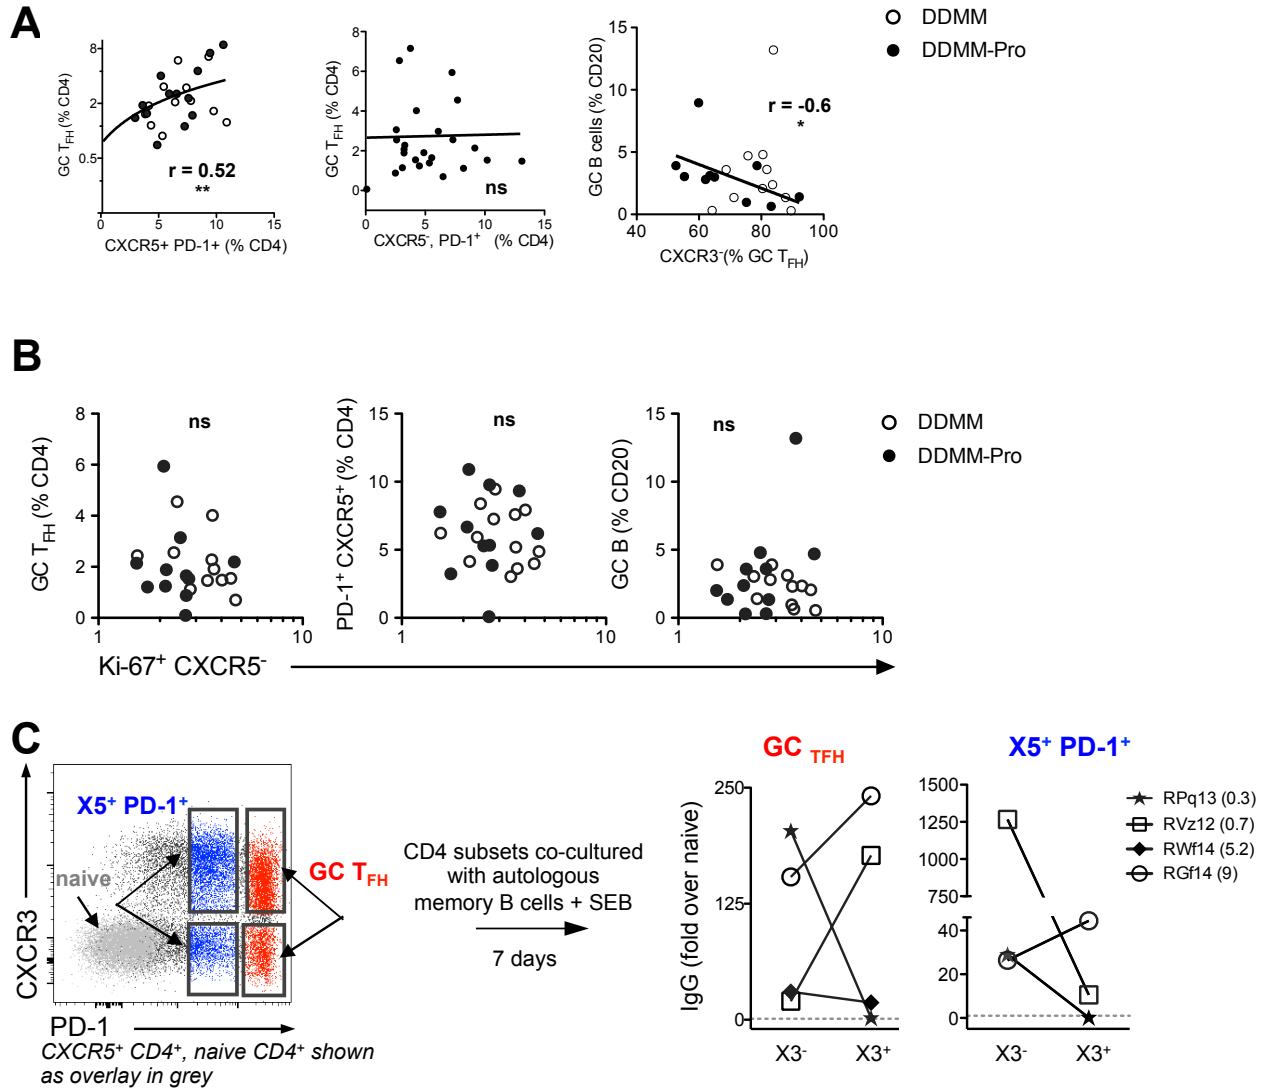 A
DDMM
DDMM-Pro
GC TFH (% CD4)
8
2
0.5
0
5
10
15
r = 0.52
**
CXCR5+ PD-1+ (% CD4)
GC TFH (% CD4)
8
6
4
2
0
0
5
10
15
ns
CXCR5-, PD-1+ (% CD4)
GC B cells (% CD20)
15
10
5
0
40
60
80
100
r = -0.6
*
CXCR3-(% GC TFH)
B
DDMM
DDMM-Pro
GC TFH (% CD4)
8
6
4
2
0
1
10
ns
PD-1+ CXCR5+ (% CD4)
15
10
5
0
1
10
ns
GC B (% CD20)
15
10
5
0
1
10
ns
Ki-67+ CXCR5-
C
X5+ PD-1+
naive
GC TFH
CXCR3
PD-1
CXCR5+ CD4+, naive CD4+ shown
as overlay in grey
CD4 subsets co-cultured
with autologous
memory B cells + SEB
7 days
GC TFH
IgG (fold over naive)
250
125
0
X3-
X3+
X5+ PD-1+
1500
1250
1000
750
40
20
0
X3-
X3+
RPq13 (0.3)
RVz12 (0.7)
RWf14 (5.2)
RGf14 (9)